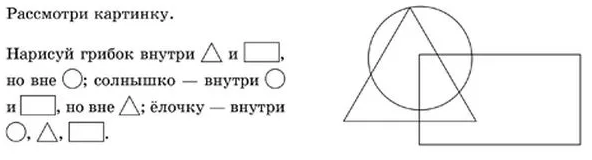 Рассмотри картинку.
Нарисуй грибок внутри △ и ▭,
но вне ○; солнышко — внутри ○
и ▭, но вне △; ёлочку — внутри
○, △, ▭.